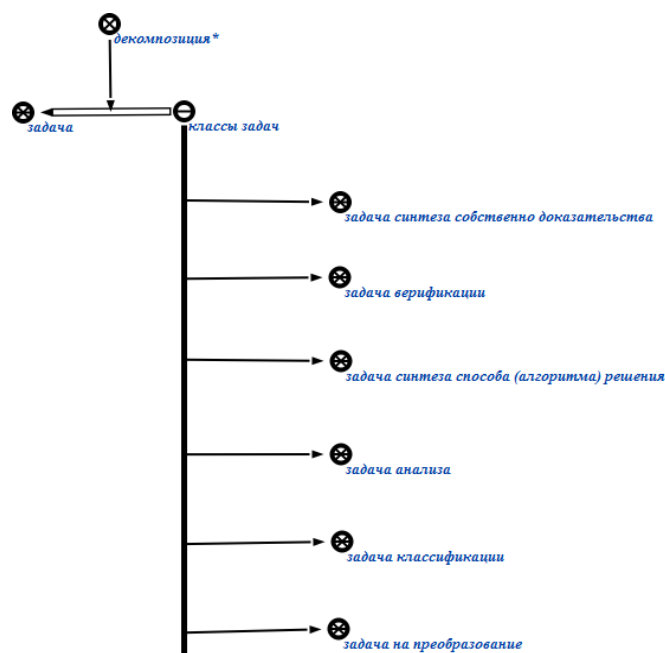 декомпозиция*
задача
классы задач
задача синтеза собственно доказательства
задача верификации
задача синтеза способа (алгоритма) решения
задача анализа
задача классификации
задача на преобразование